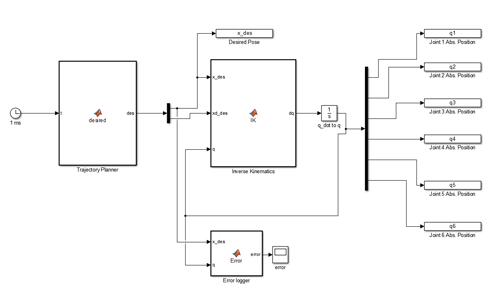 x_des
Desired Pose
1 ms
t
desired
des
Trajectory Planner
x_des
xd_des
q
IK
dq
Inverse Kinematics
1
s
q_dot to q
q1
Joint 1 Abs. Position
q2
Joint 2 Abs. Position
q3
Joint 3 Abs. Position
q4
Joint 4 Abs. Position
q5
Joint 5 Abs. Position
q6
Joint 6 Abs. Position
x_des
q
Error
error
Error logger
error